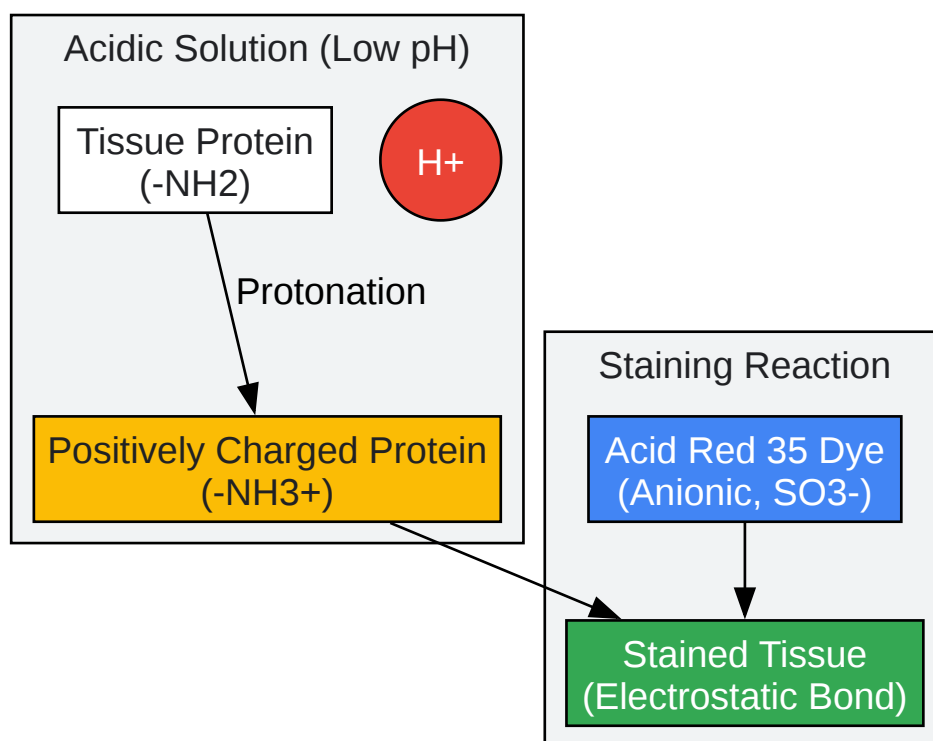 Acidic Solution (Low pH)
Tissue Protein
(-NH2)
H+
Protonation
Positively Charged Protein
(-NH3+)
Staining Reaction
Acid Red 35 Dye
(Anionic, SO3-)
Stained Tissue
(Electrostatic Bond)